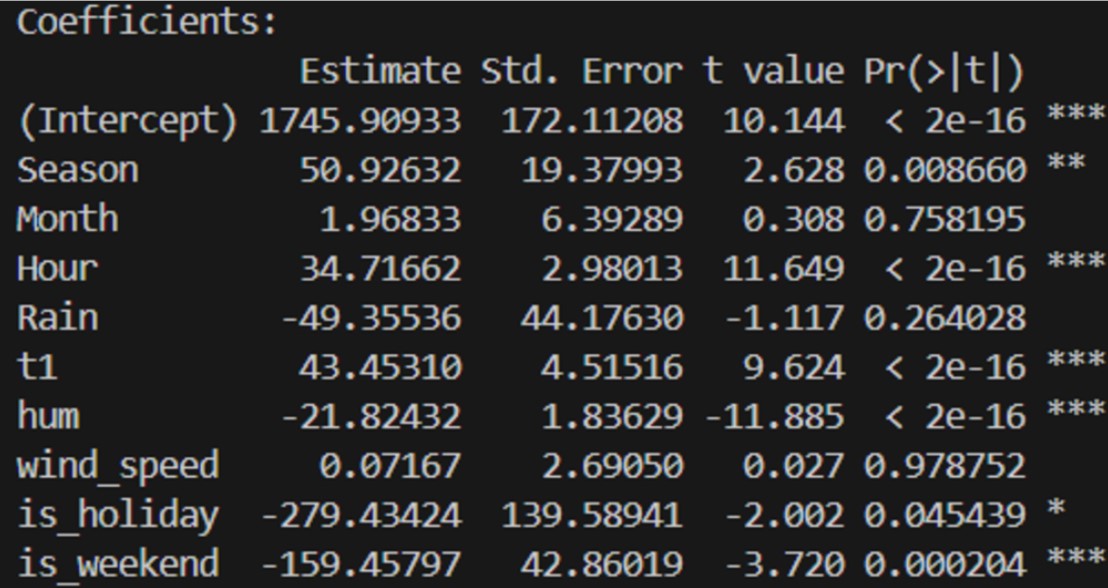 Coefficients:
Estimate Std. Error t value Pr(>|t|)
(Intercept) 1745.90933 172.11208 10.144 < 2e-16 ***
Season 50.92632 19.37993 2.628 0.008660 **
Month 1.96833 6.39289 0.308 0.758195
Hour 34.71662 2.98013 11.649 < 2e-16 ***
Rain -49.35536 44.17630 -1.117 0.264028
t1 43.45310 4.51516 9.624 < 2e-16 ***
hum -21.82432 1.83629 -11.885 < 2e-16 ***
wind_speed 0.07167 2.69050 0.027 0.978752
is_holiday -279.43424 139.58941 -2.002 0.045439 *
is_weekend -159.45797 42.86019 -3.720 0.000204 ***